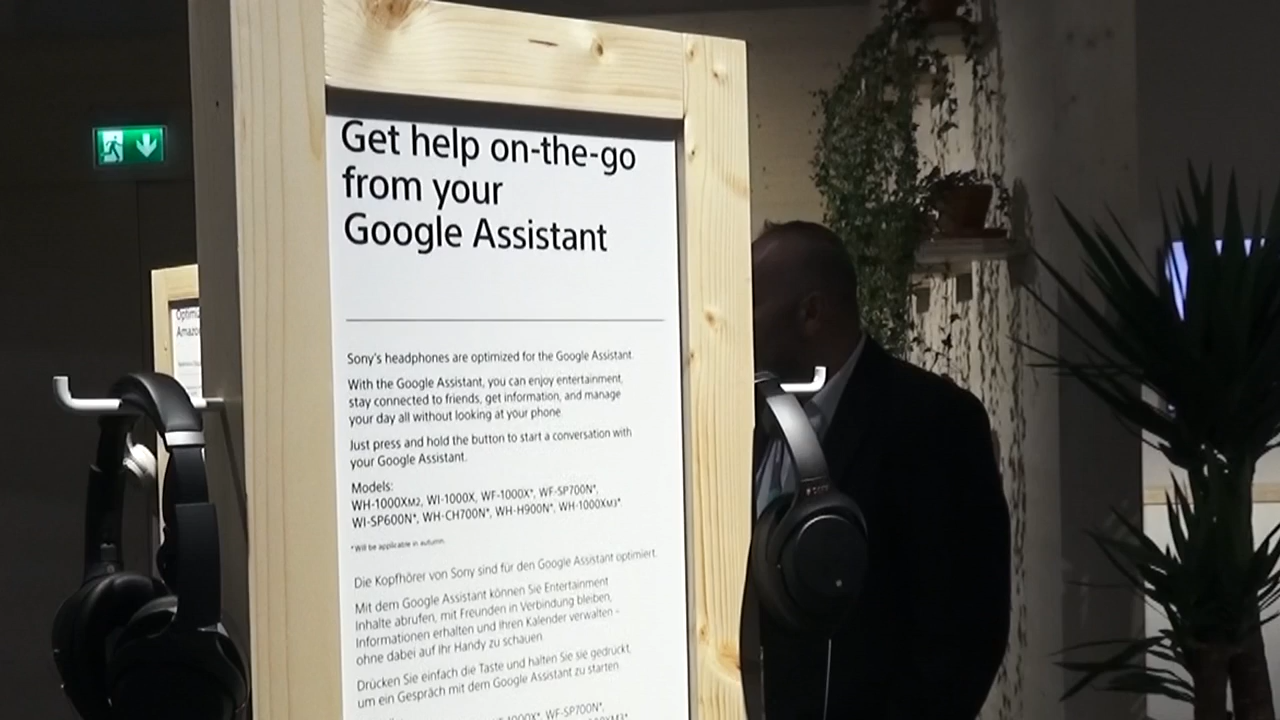 Get help on-the-go
from your
Google Assistant
Sony's headphones are optimized for the Google Assistant.
With the Google Assistant, you can enjoy entertainment,
stay connected to friends, get information, and manage
your day all without looking at your phone.
Just press and hold the button to start a conversation with
your Google Assistant.
Models:
WH-1000XM2, WI-1000X, WF-1000X*, WF-SP700N*,
WI-SP600N*, WH-CH700N*, WH-H900N*, WH-1000XM3*
*Will be applicable in autumn.
Die Kopfhörer von Sony sind für den Google Assistant optimiert.
Mit dem Google Assistant können Sie Entertainment
Inhalte abrufen, mit Freunden in Verbindung bleiben,
Informationen erhalten und Ihren Kalender verwalten -
ohne dabei auf Ihr Handy zu schauen
Drücken Sie einfach die Taste und halten Sie sie gedrückt,
um ein Gespräch mit dem Google Assistant zu starten.
WF-SP700N*,
SONY